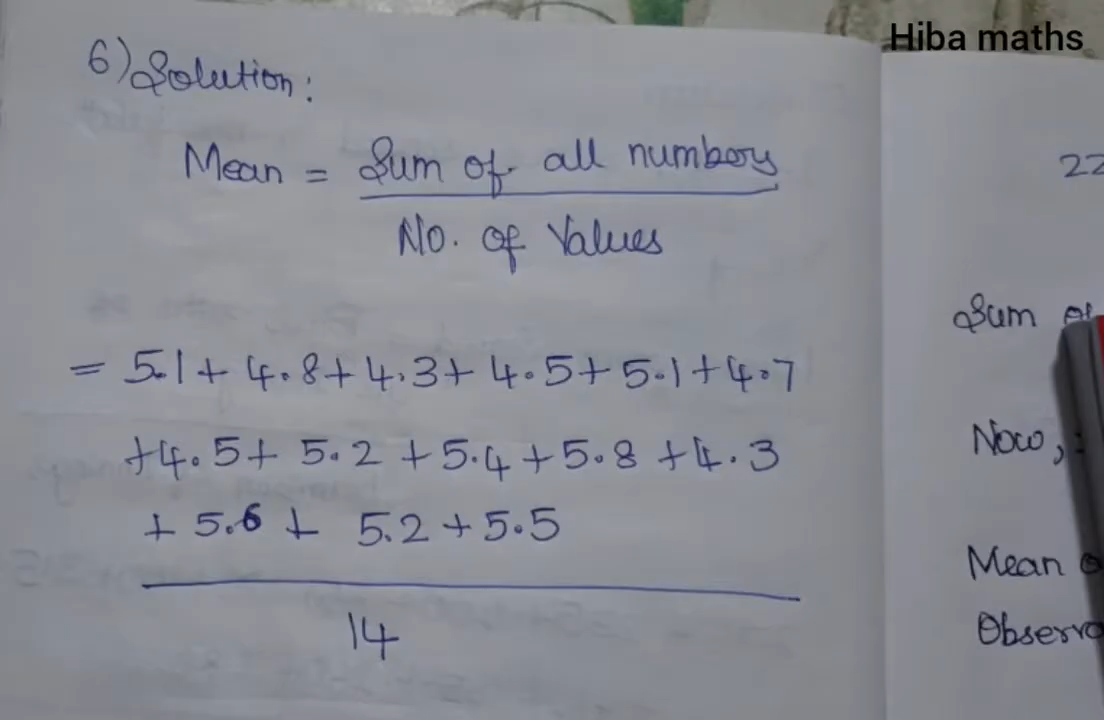 Hiba maths
6) Solution:
Mean = Sum of all numbers
No. of Values
= 5.1 + 4.8 + 4.3 + 4.5 + 5.1 + 4.7
+ 4.5 + 5.2 + 5.4 + 5.8 + 4.3
+ 5.6 + 5.2 + 5.5
14
22
Sum
Now,
Mean